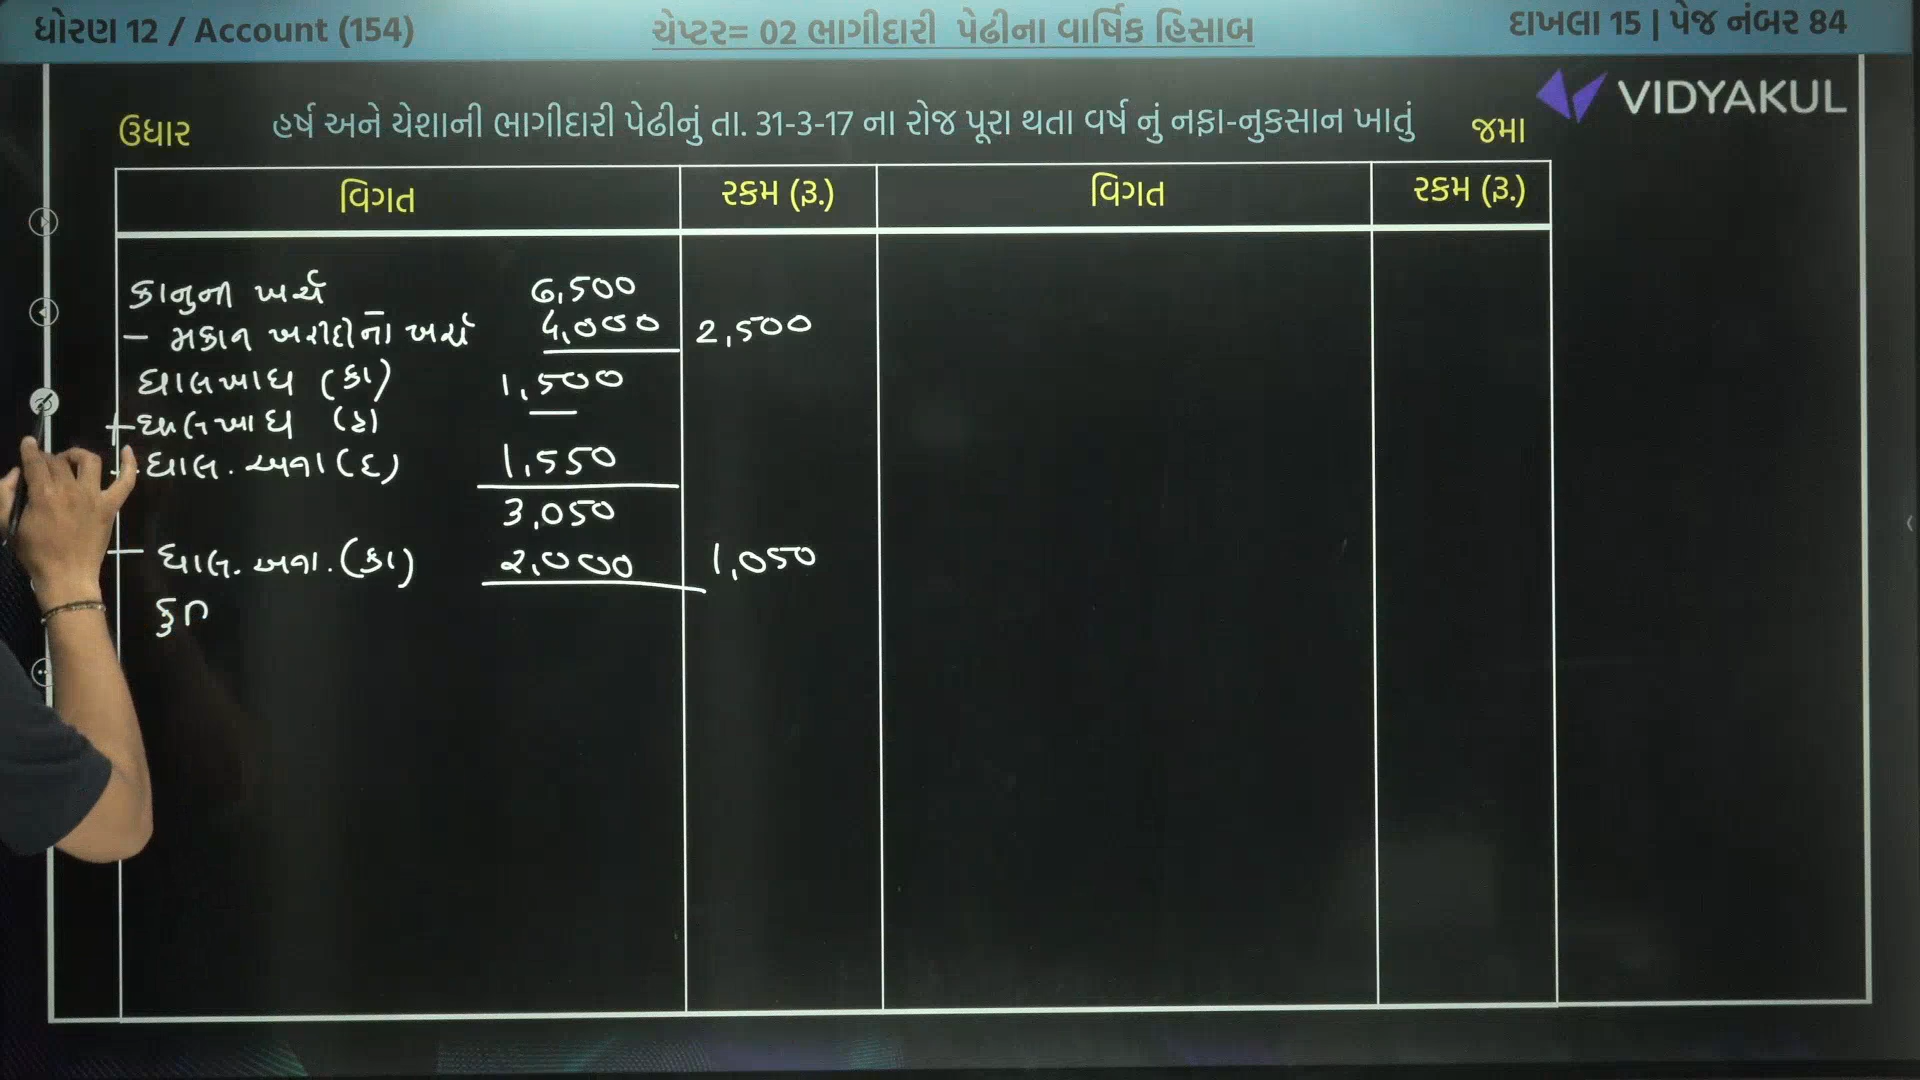 ધોરણ 12 / Account (154)
ચેપ્ટર= 02 ભાગીદારી પેઢીના વાર્ષિક હિસાબ
દાખલા 15 | પેજ નંબર 84
VIDYAKUL
ઉધાર
હર્ષ અને યેશાની ભાગીદારી પેઢીનું તા. 31-3-17 ના રોજ પૂરા થતા વર્ષ નું નફા-નુકસાન ખાતું
જમા
વિગત રકમ (રૂ.) વિગત રકમ (રૂ.)
કાનુની ખર્ચ 6,500
- મકાન ખરીદીના ખર્ચ 4,000 2,500
ઘાલખાધ (કા) 1,500
+ ઘાલખાધ (હ) —
+ ઘાલ. અના (હ) 1,550
3,050
- ઘાલ. અના. (કા) 2,000 1,050